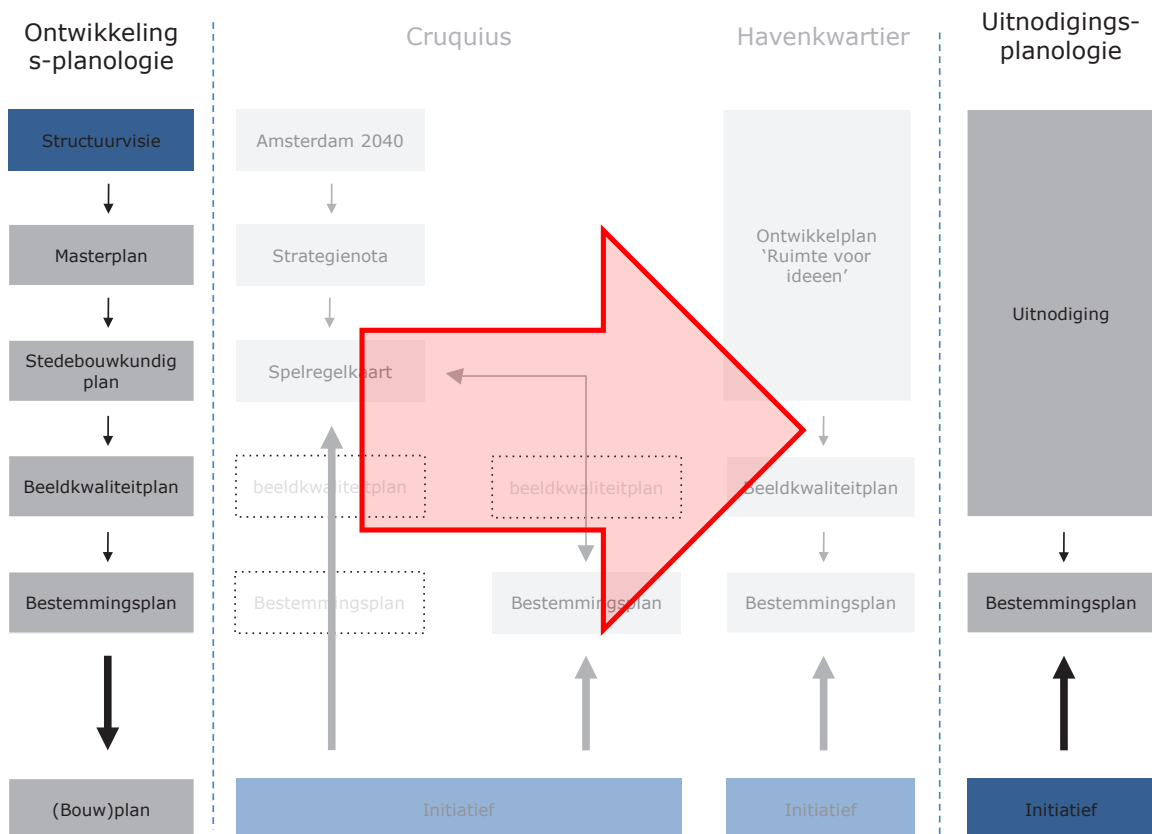 Ontwikkeling
s-planologie
Cruquius
Havenkwartier
Uitnodigings-
planologie
Structuurvisie
Amsterdam 2040
Masterplan
Strategienota
Ontwikkelplan
‘Ruimte voor
ideeen’
Uitnodiging
Stedebouwkundig
plan
Spelregelkaart
Beeldkwaliteitplan
beeldkwaliteitplan
beeldkwaliteitplan
Beeldkwaliteitplan
Bestemmingsplan
Bestemmingsplan
Bestemmingsplan
Bestemmingsplan
Bestemmingsplan
(Bouw)plan
Initiatief
Initiatief
Initiatief